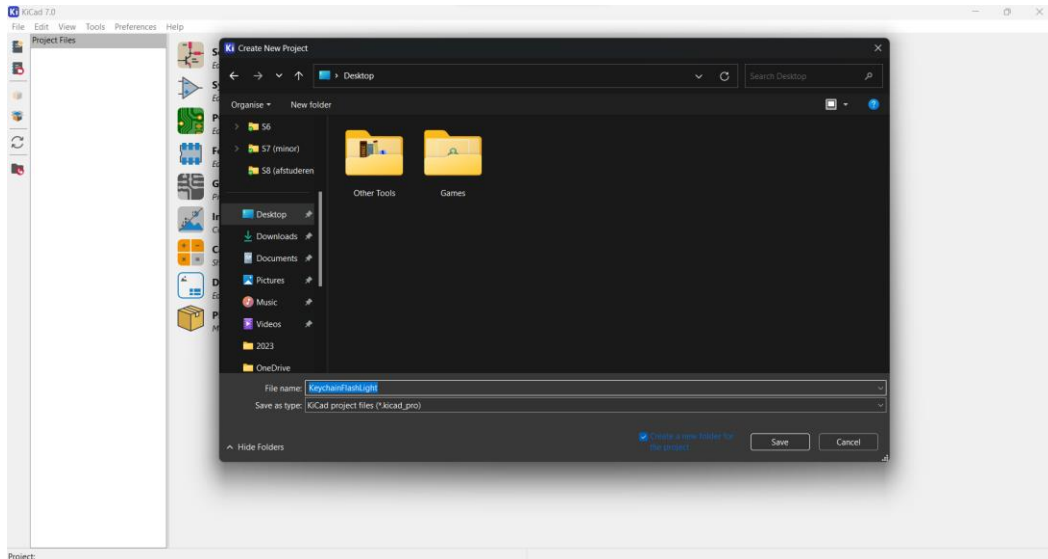 KiCad 7.0
File Edit View Tools Preferences Help
Project Files
Create New Project
Desktop
Search Desktop
Organise
New folder
S6
S7 (minor)
S8 (afstuderen
Other Tools
Games
Desktop
Downloads
Documents
Pictures
Music
Videos
2023
OneDrive
File name: KeychainFlashLight
Save as type: KiCad project files (*.kicad_pro)
Create a new folder for
the project
Hide Folders
Save
Cancel
Project: